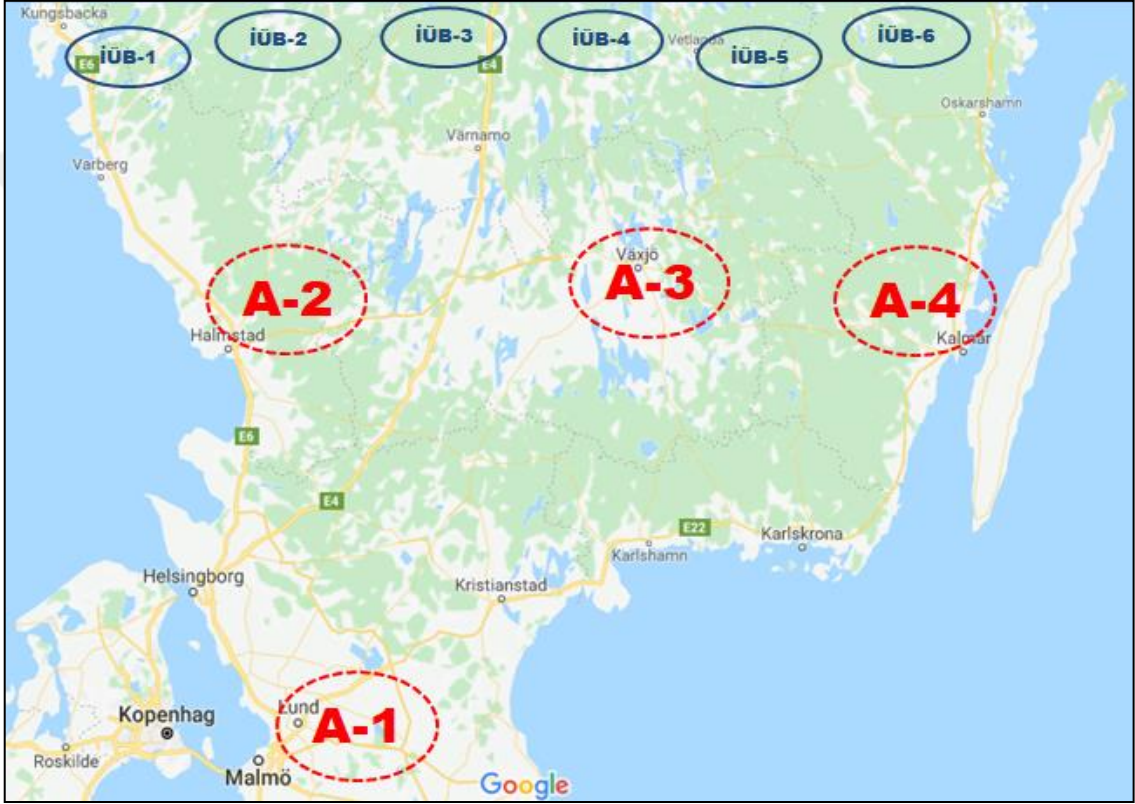 Kungsbacka
İÜB-1
İÜB-2
İÜB-3
İÜB-4
İÜB-5
İÜB-6
E6
E4
Vetlanda
Oskarshamn
Värnamo
Varberg
Växjö
A-2
A-3
A-4
Halmstad
Kalmar
E6
E4
E22
Karlskrona
Karlshamn
Helsingborg
Kristianstad
Kopenhag
Lund
A-1
Roskilde
Malmö
Google